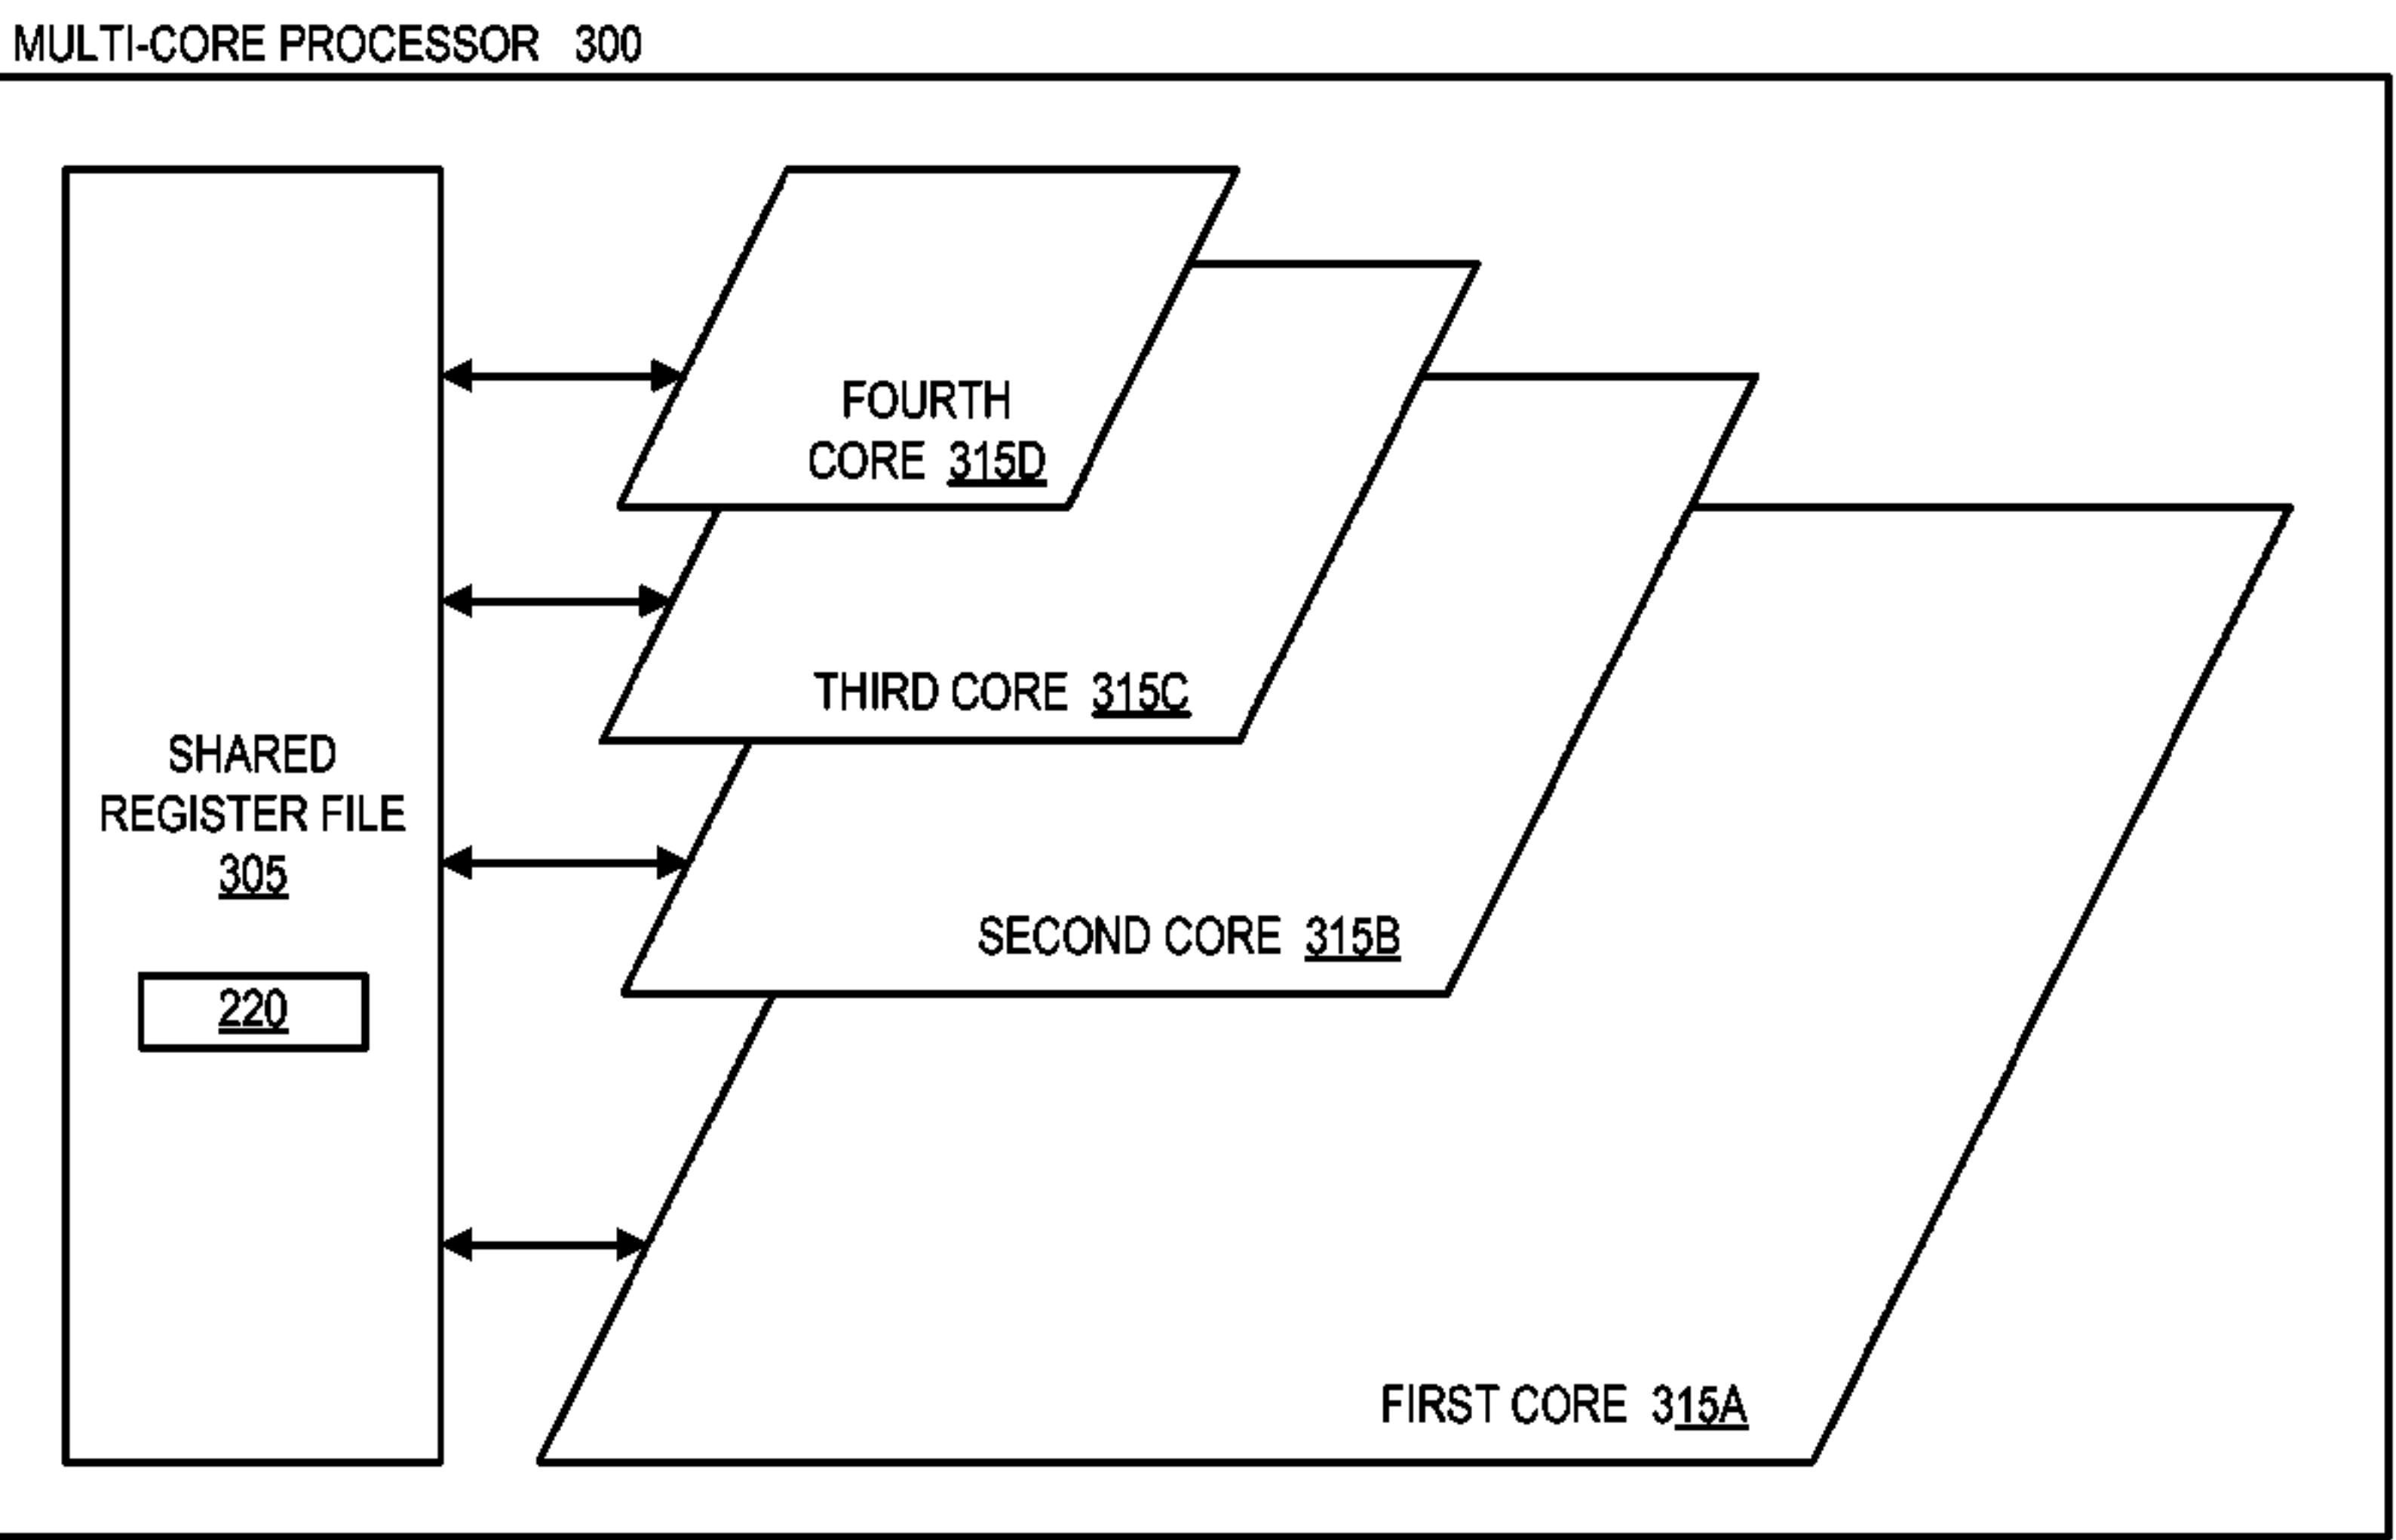 MULTI-CORE PROCESSOR 300
FOURTH
CORE 315D
THIRD CORE 315C
SHARED
REGISTER FILE
305
SECOND CORE 315B
220
FIRST CORE 315A